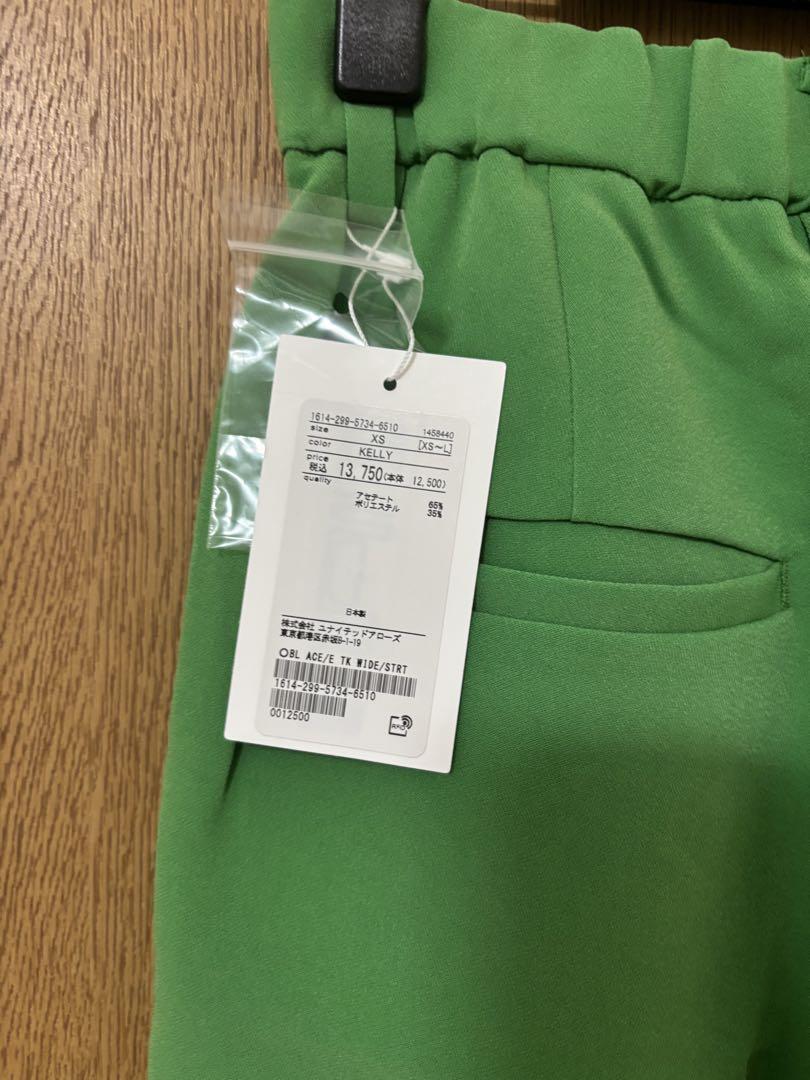 1614-299-5734-6510 1458440
size XS [XS〜L]
color KELLY
price 税込 13,750(本体 12,500)
quality
アセテート 65%
ポリエステル 35%
日本製
株式会社 ユナイテッドアローズ
東京都港区赤坂8-1-19
○BL ACE/E TK WIDE/STRT
1614-299-5734-6510
0012500
RFID